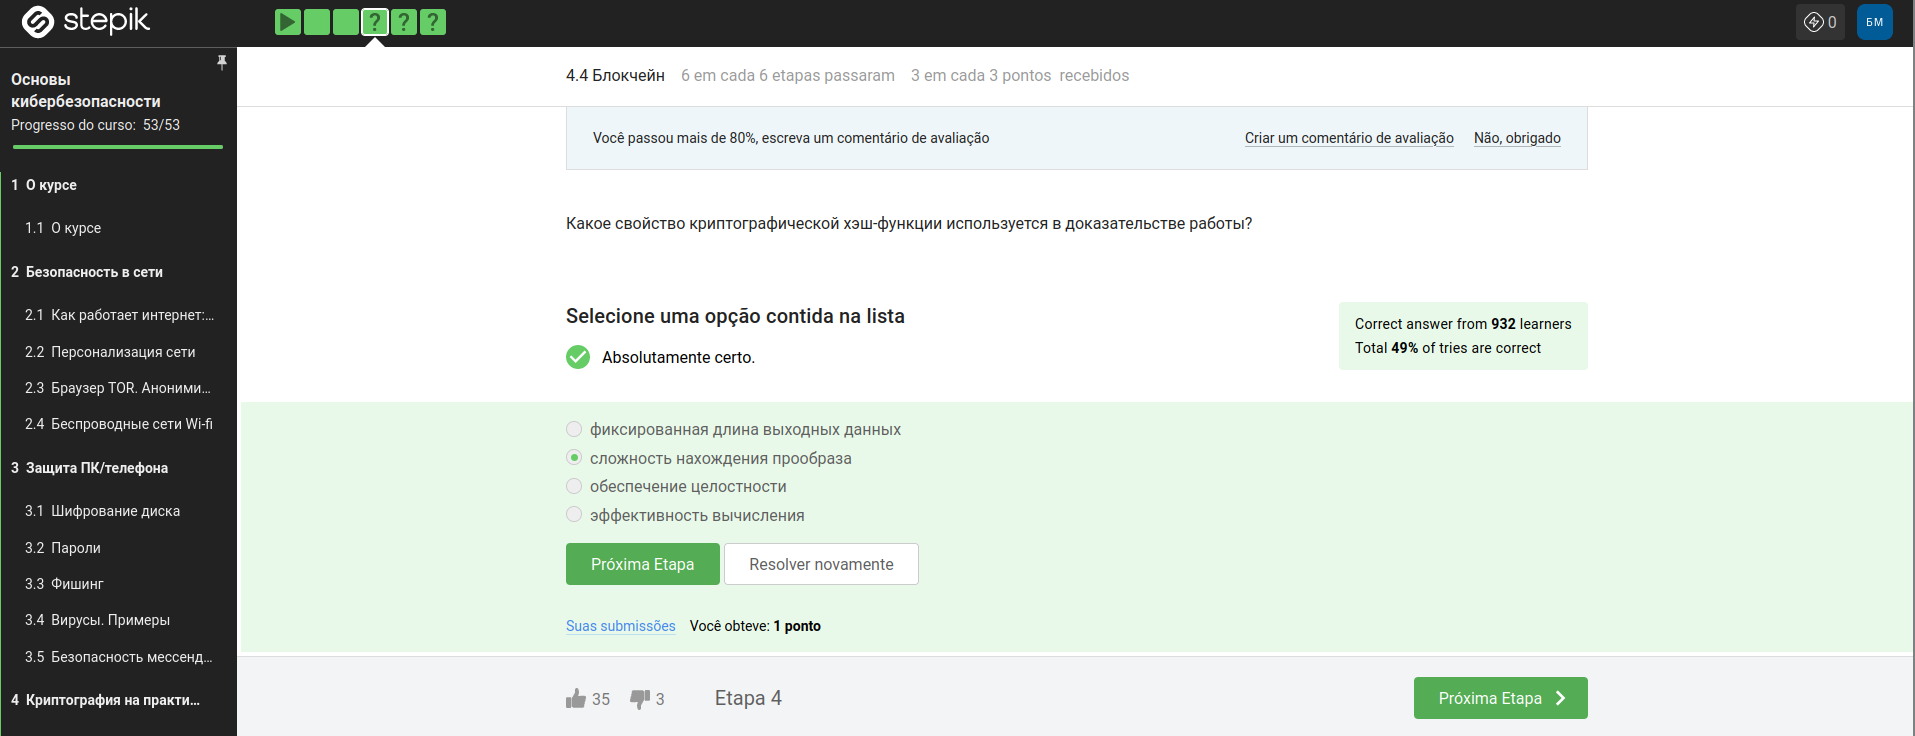 stepik
? ? ?
0
БМ
Основы
кибербезопасности
Progresso do curso: 53/53
1 О курсе
1.1 О курсе
2 Безопасность в сети
2.1 Как работает интернет:...
2.2 Персонализация сети
2.3 Браузер TOR. Аноними...
2.4 Беспроводные сети Wi-fi
3 Защита ПК/телефона
3.1 Шифрование диска
3.2 Пароли
3.3 Фишинг
3.4 Вирусы. Примеры
3.5 Безопасность мессенд...
4 Криптография на практи...
4.4 Блокчейн 6 em cada 6 etapas passaram 3 em cada 3 pontos recebidos
Você passou mais de 80%, escreva um comentário de avaliação Criar um comentário de avaliação Não, obrigado
Какое свойство криптографической хэш-функции используется в доказательстве работы?
Selecione uma opção contida na lista
Absolutamente certo.
Correct answer from 932 learners
Total 49% of tries are correct
фиксированная длина выходных данных
сложность нахождения прообраза
обеспечение целостности
эффективность вычисления
Próxima Etapa Resolver novamente
Suas submissões Você obteve: 1 ponto
35 3 Etapa 4 Próxima Etapa